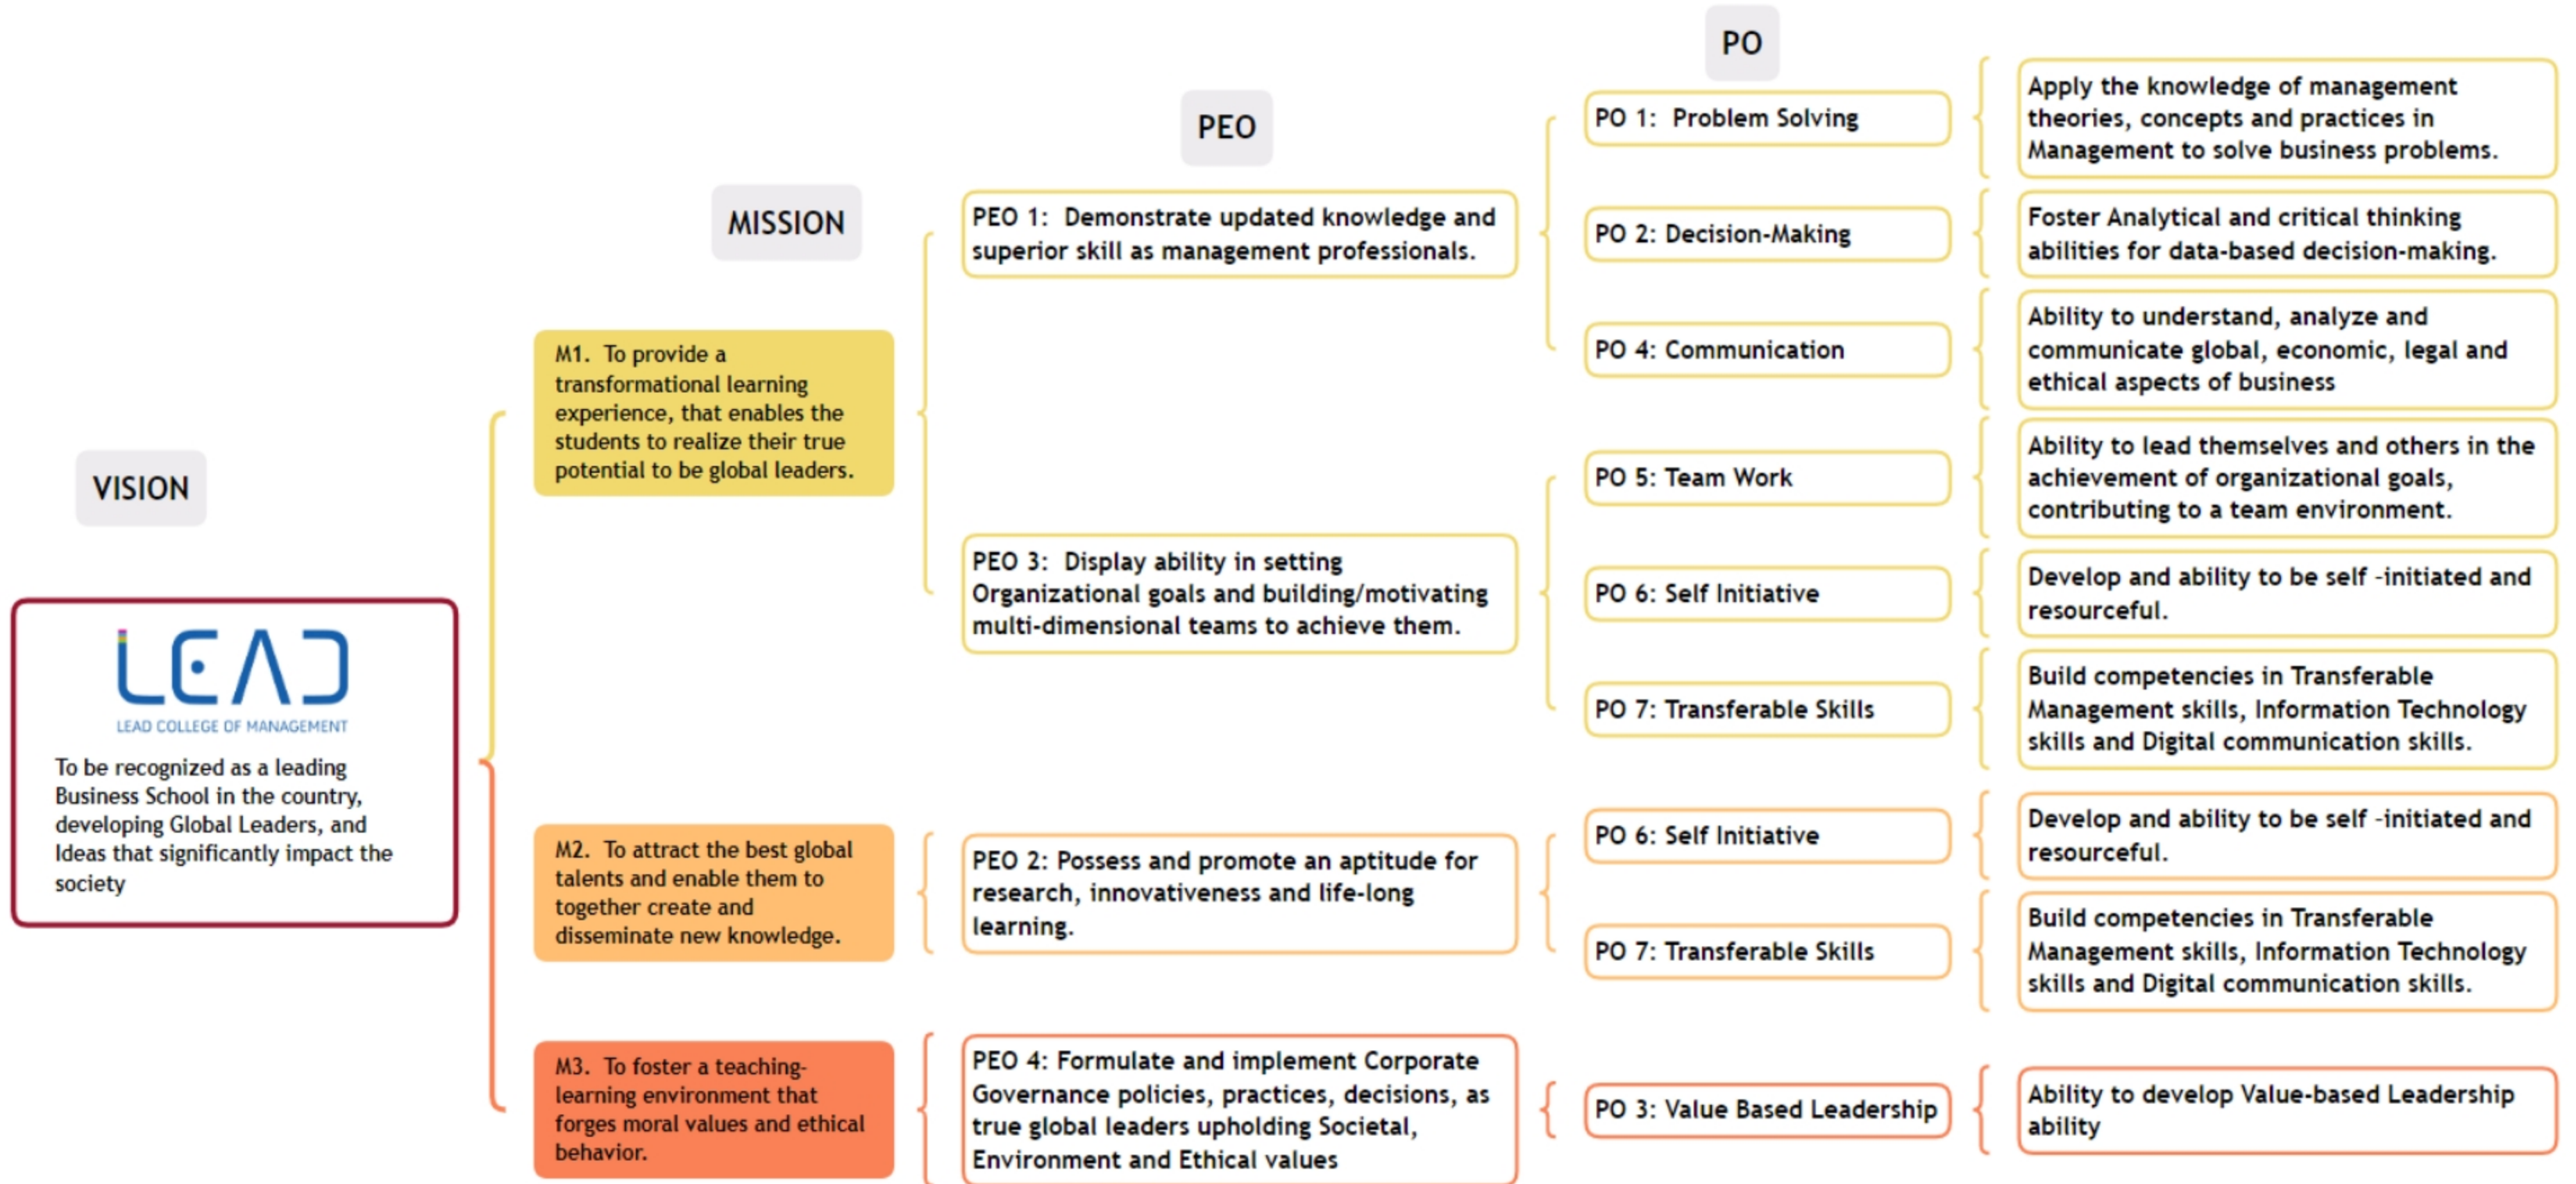 PO
PEO
MISSION
VISION
LEAD
LEAD COLLEGE OF MANAGEMENT
To be recognized as a leading
Business School in the country,
developing Global Leaders, and
Ideas that significantly impact the
society
M1.  To provide a
transformational learning
experience, that enables the
students to realize their true
potential to be global leaders.
PEO 1:  Demonstrate updated knowledge and
superior skill as management professionals.
PO 1:  Problem Solving
Apply the knowledge of management
theories, concepts and practices in
Management to solve business problems.
PO 2: Decision-Making
Foster Analytical and critical thinking
abilities for data-based decision-making.
PO 4: Communication
Ability to understand, analyze and
communicate global, economic, legal and
ethical aspects of business
PEO 3:  Display ability in setting
Organizational goals and building/motivating
multi-dimensional teams to achieve them.
PO 5: Team Work
Ability to lead themselves and others in the
achievement of organizational goals,
contributing to a team environment.
PO 6: Self Initiative
Develop and ability to be self -initiated and
resourceful.
PO 7: Transferable Skills
Build competencies in Transferable
Management skills, Information Technology
skills and Digital communication skills.
M2.  To attract the best global
talents and enable them to
together create and
disseminate new knowledge.
PEO 2: Possess and promote an aptitude for
research, innovativeness and life-long
learning.
PO 6: Self Initiative
Develop and ability to be self -initiated and
resourceful.
PO 7: Transferable Skills
Build competencies in Transferable
Management skills, Information Technology
skills and Digital communication skills.
M3.  To foster a teaching-
learning environment that
forges moral values and ethical
behavior.
PEO 4: Formulate and implement Corporate
Governance policies, practices, decisions, as
true global leaders upholding Societal,
Environment and Ethical values
PO 3: Value Based Leadership
Ability to develop Value-based Leadership
ability